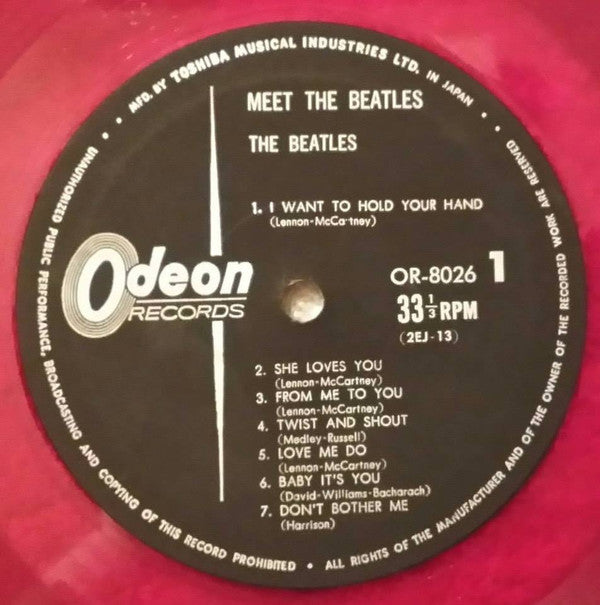 MFD. BY TOSHIBA MUSICAL INDUSTRIES LTD. IN JAPAN
MEET THE BEATLES
THE BEATLES
1. I WANT TO HOLD YOUR HAND
(Lennon-McCartney)
Odeon
RECORDS
OR-8026 1
33 1/3 RPM
(2EJ-13)
2. SHE LOVES YOU
(Lennon-McCartney)
3. FROM ME TO YOU
(Lennon-McCartney)
4. TWIST AND SHOUT
(Medley-Russell)
5. LOVE ME DO
(Lennon-McCartney)
6. BABY IT'S YOU
(David-Williams-Bacharach)
7. DON'T BOTHER ME
(Harrison)
UNAUTHORIZED PUBLIC PERFORMANCE, BROADCASTING AND COPYING OF THIS RECORD PROHIBITED • ALL RIGHTS OF THE MANUFACTURER AND OF THE OWNER OF THE RECORDED WORK ARE RESERVED